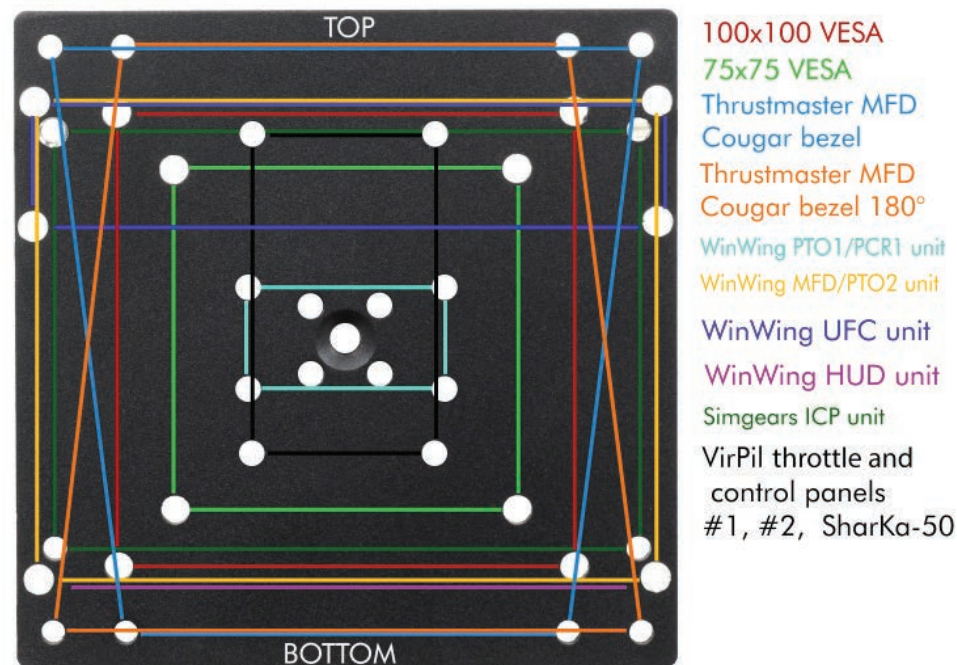 TOP
100x100 VESA
75x75 VESA
Thrustmaster MFD
Cougar bezel
Thrustmaster MFD
Cougar bezel 180°
WinWing PTO1/PCR1 unit
WinWing MFD/PTO2 unit
WinWing UFC unit
WinWing HUD unit
Simgears ICP unit
VirPil throttle and
control panels
#1, #2, SharKa-50
BOTTOM